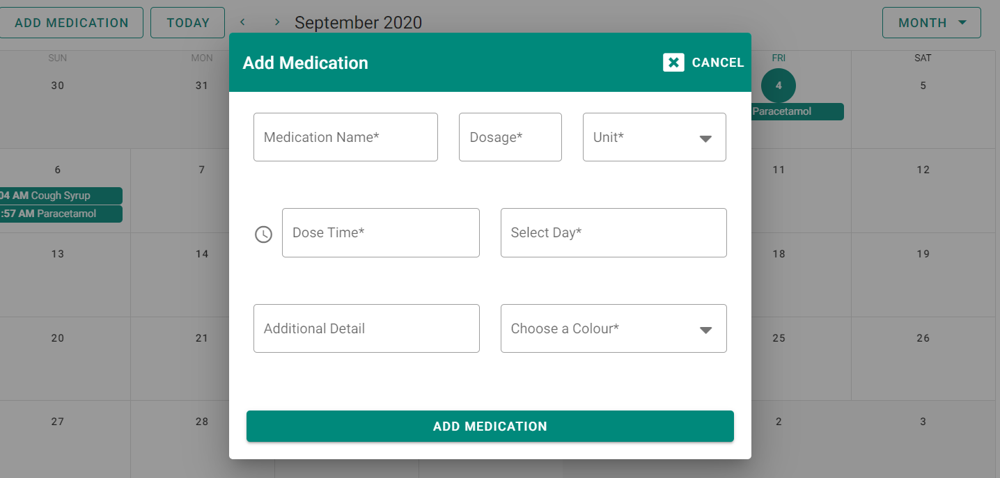 ADD MEDICATION TODAY < > September 2020 MONTH
Add Medication CANCEL
SUN MON FRI SAT
30 31 4 5
Paracetamol
Medication Name* Dosage* Unit*
6 7 11 12
04 AM Cough Syrup
:57 AM Paracetamol
Dose Time* Select Day*
13 14 18 19
Additional Detail Choose a Colour*
20 21 25 26
27 28 2 3
ADD MEDICATION